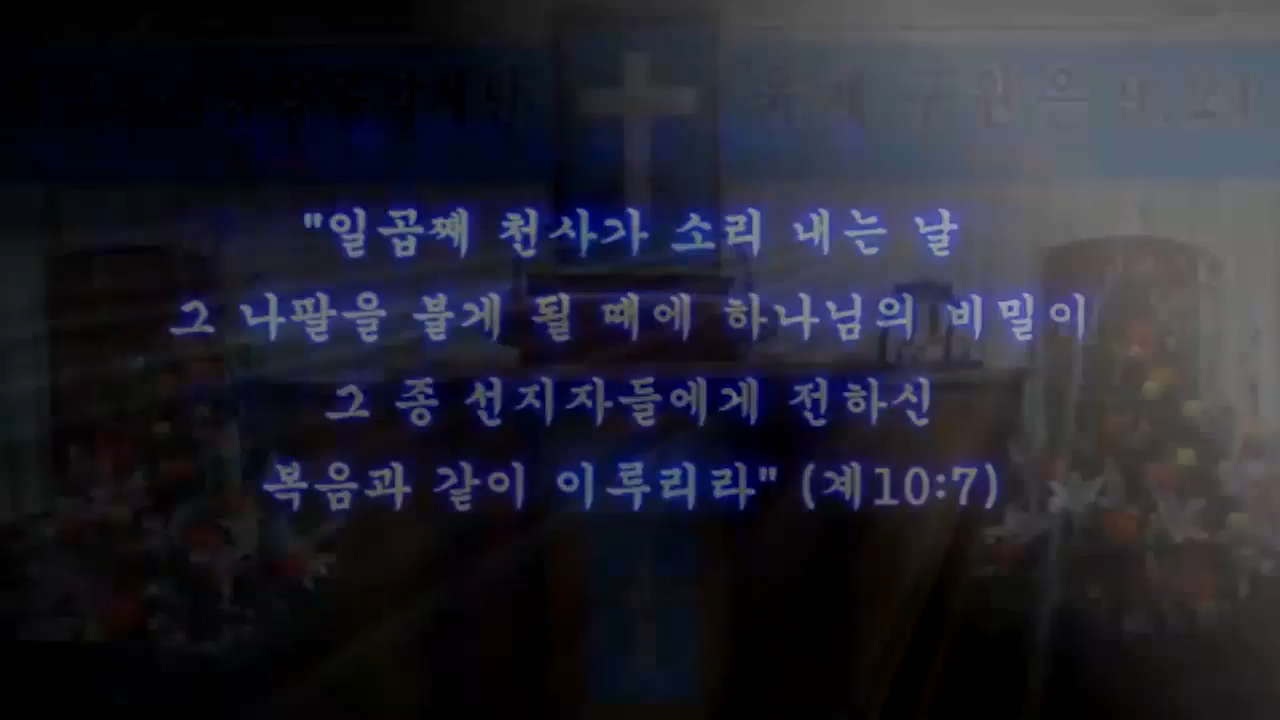 "일곱째 천사가 소리 내는 날
그 나팔을 불게 될 때에 하나님의 비밀이
그 종 선지자들에게 전하신
복음과 같이 이루리라" (계10:7)